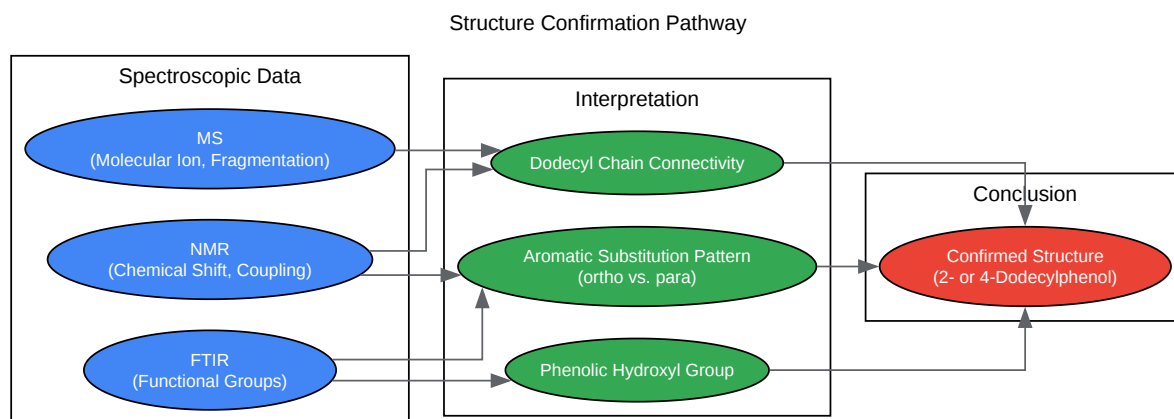 Structure Confirmation Pathway
Spectroscopic Data
MS
(Molecular Ion, Fragmentation)
NMR
(Chemical Shift, Coupling)
FTIR
(Functional Groups)
Interpretation
Dodecyl Chain Connectivity
Aromatic Substitution Pattern
(ortho vs. para)
Phenolic Hydroxyl Group
Conclusion
Confirmed Structure
(2- or 4-Dodecylphenol)